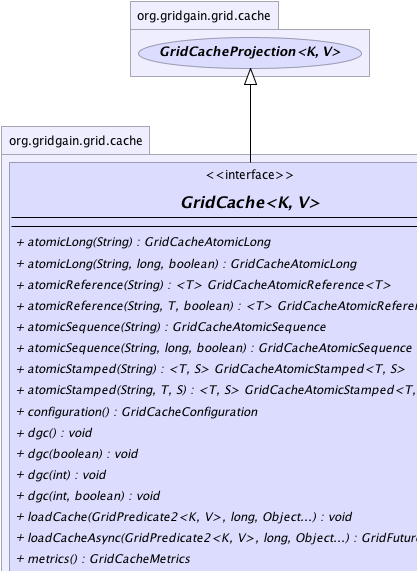 org.gridgain.grid.cache
GridCacheProjection<K, V>
org.gridgain.grid.cache
<<interface>>
GridCache<K, V>
+ atomicLong(String) : GridCacheAtomicLong
+ atomicLong(String, long, boolean) : GridCacheAtomicLong
+ atomicReference(String) : <T> GridCacheAtomicReference<T>
+ atomicReference(String, T, boolean) : <T> GridCacheAtomicRefere
+ atomicSequence(String) : GridCacheAtomicSequence
+ atomicSequence(String, long, boolean) : GridCacheAtomicSequence
+ atomicStamped(String) : <T, S> GridCacheAtomicStamped<T, S>
+ atomicStamped(String, T, S) : <T, S> GridCacheAtomicStamped<T,
+ configuration() : GridCacheConfiguration
+ dgc() : void
+ dgc(boolean) : void
+ dgc(int) : void
+ dgc(int, boolean) : void
+ loadCache(GridPredicate2<K, V>, long, Object...) : void
+ loadCacheAsync(GridPredicate2<K, V>, long, Object...) : GridFutur
+ metrics() : GridCacheMetrics